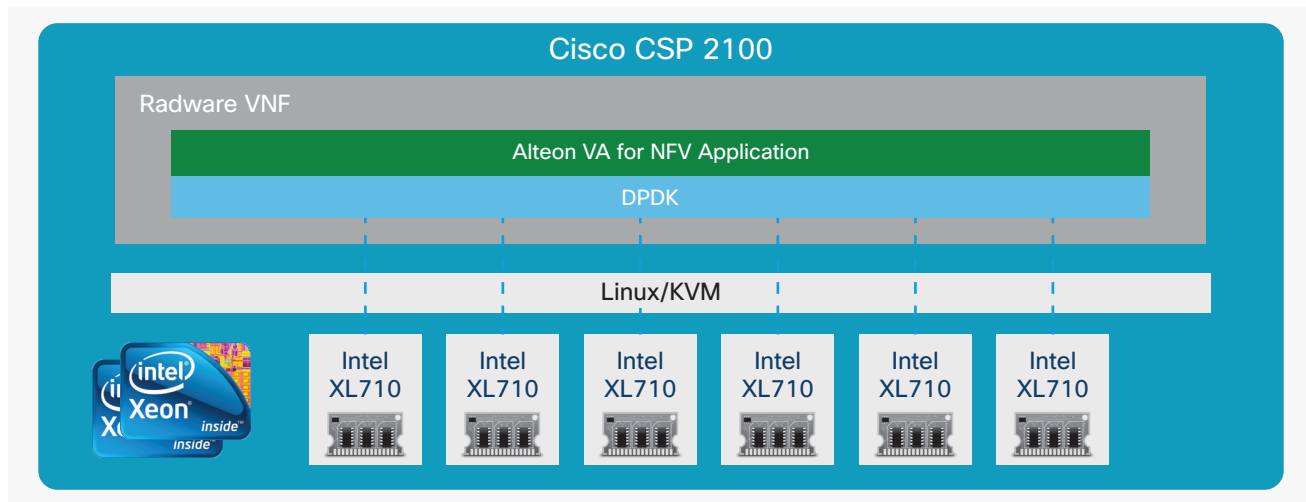 Cisco CSP 2100
Radware VNF
Alteon VA for NFV Application
DPDK
Linux/KVM
Intel
XL710
Intel
XL710
Intel
XL710
Intel
XL710
Intel
XL710
Intel
XL710
(intel)
Xeon
inside™
inside